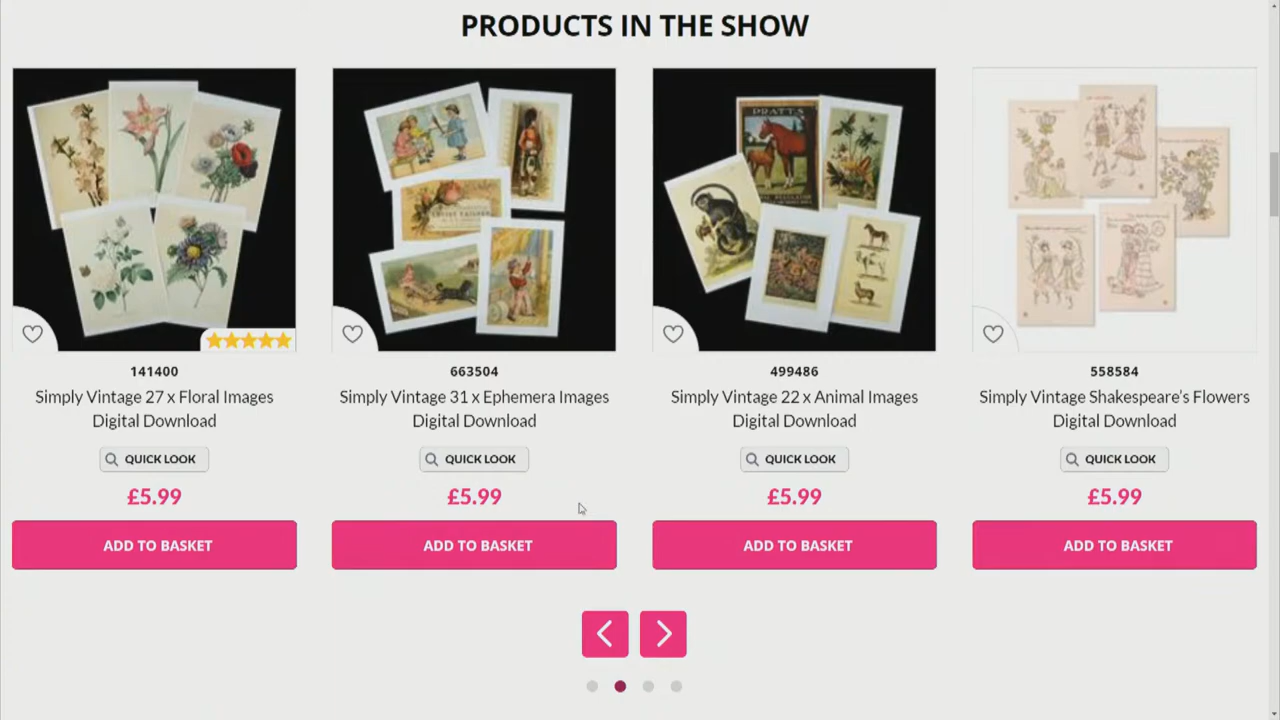 PRODUCTS IN THE SHOW
PRATT'S
141400
Simply Vintage 27 x Floral Images
Digital Download
QUICK LOOK
£5.99
ADD TO BASKET
663504
Simply Vintage 31 x Ephemera Images
Digital Download
QUICK LOOK
£5.99
ADD TO BASKET
499486
Simply Vintage 22 x Animal Images
Digital Download
QUICK LOOK
£5.99
ADD TO BASKET
558584
Simply Vintage Shakespeare's Flowers
Digital Download
QUICK LOOK
£5.99
ADD TO BASKET